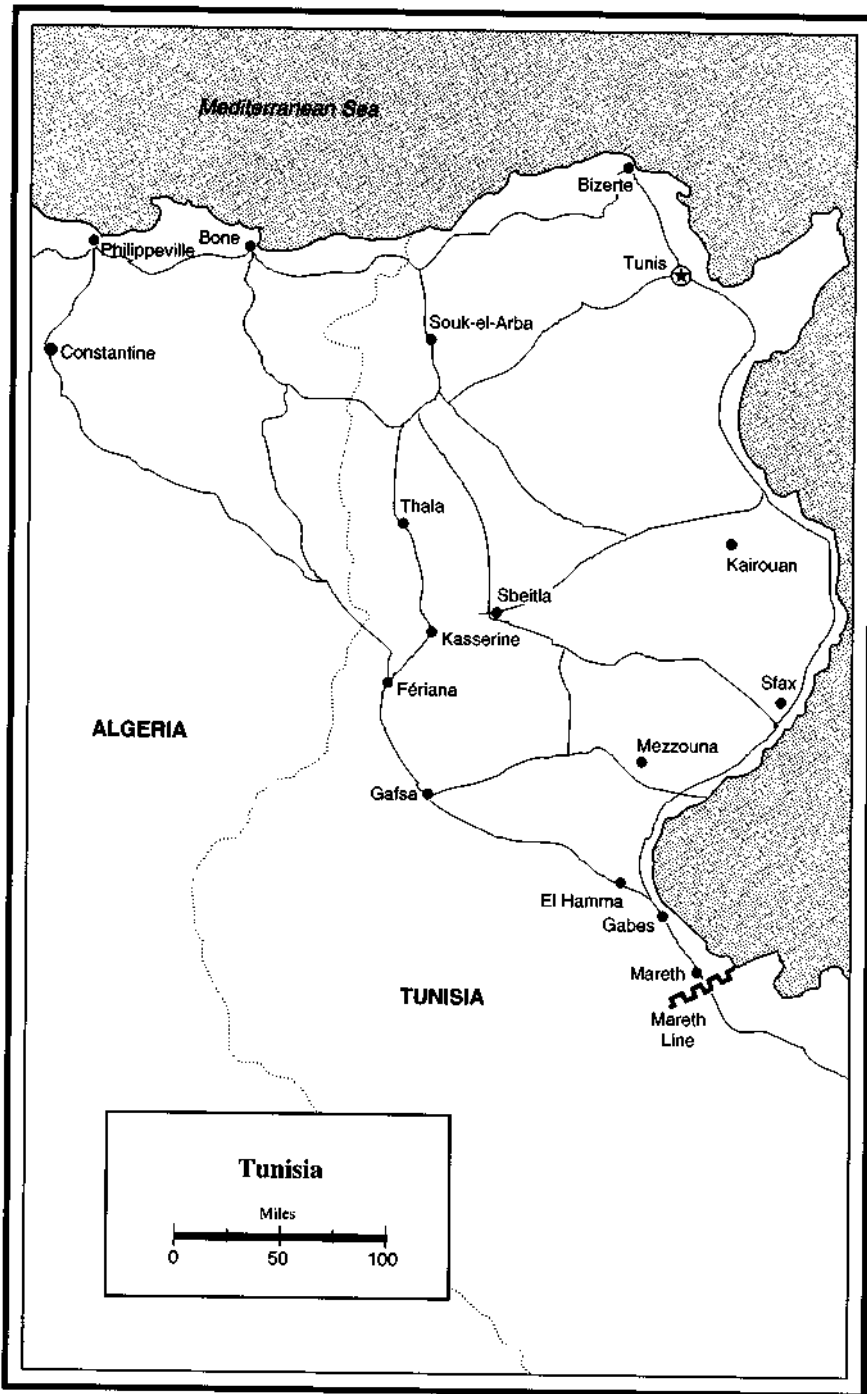 Mediterranean Sea
Bizerte
Philippeville
Bone
Tunis
Souk-el-Arba
Constantine
Thala
Kairouan
Sbeitla
Kasserine
Fériana
Sfax
ALGERIA
Mezzouna
Gafsa
El Hamma
Gabes
Mareth
TUNISIA
Mareth
Line
Tunisia
Miles
0 50 100